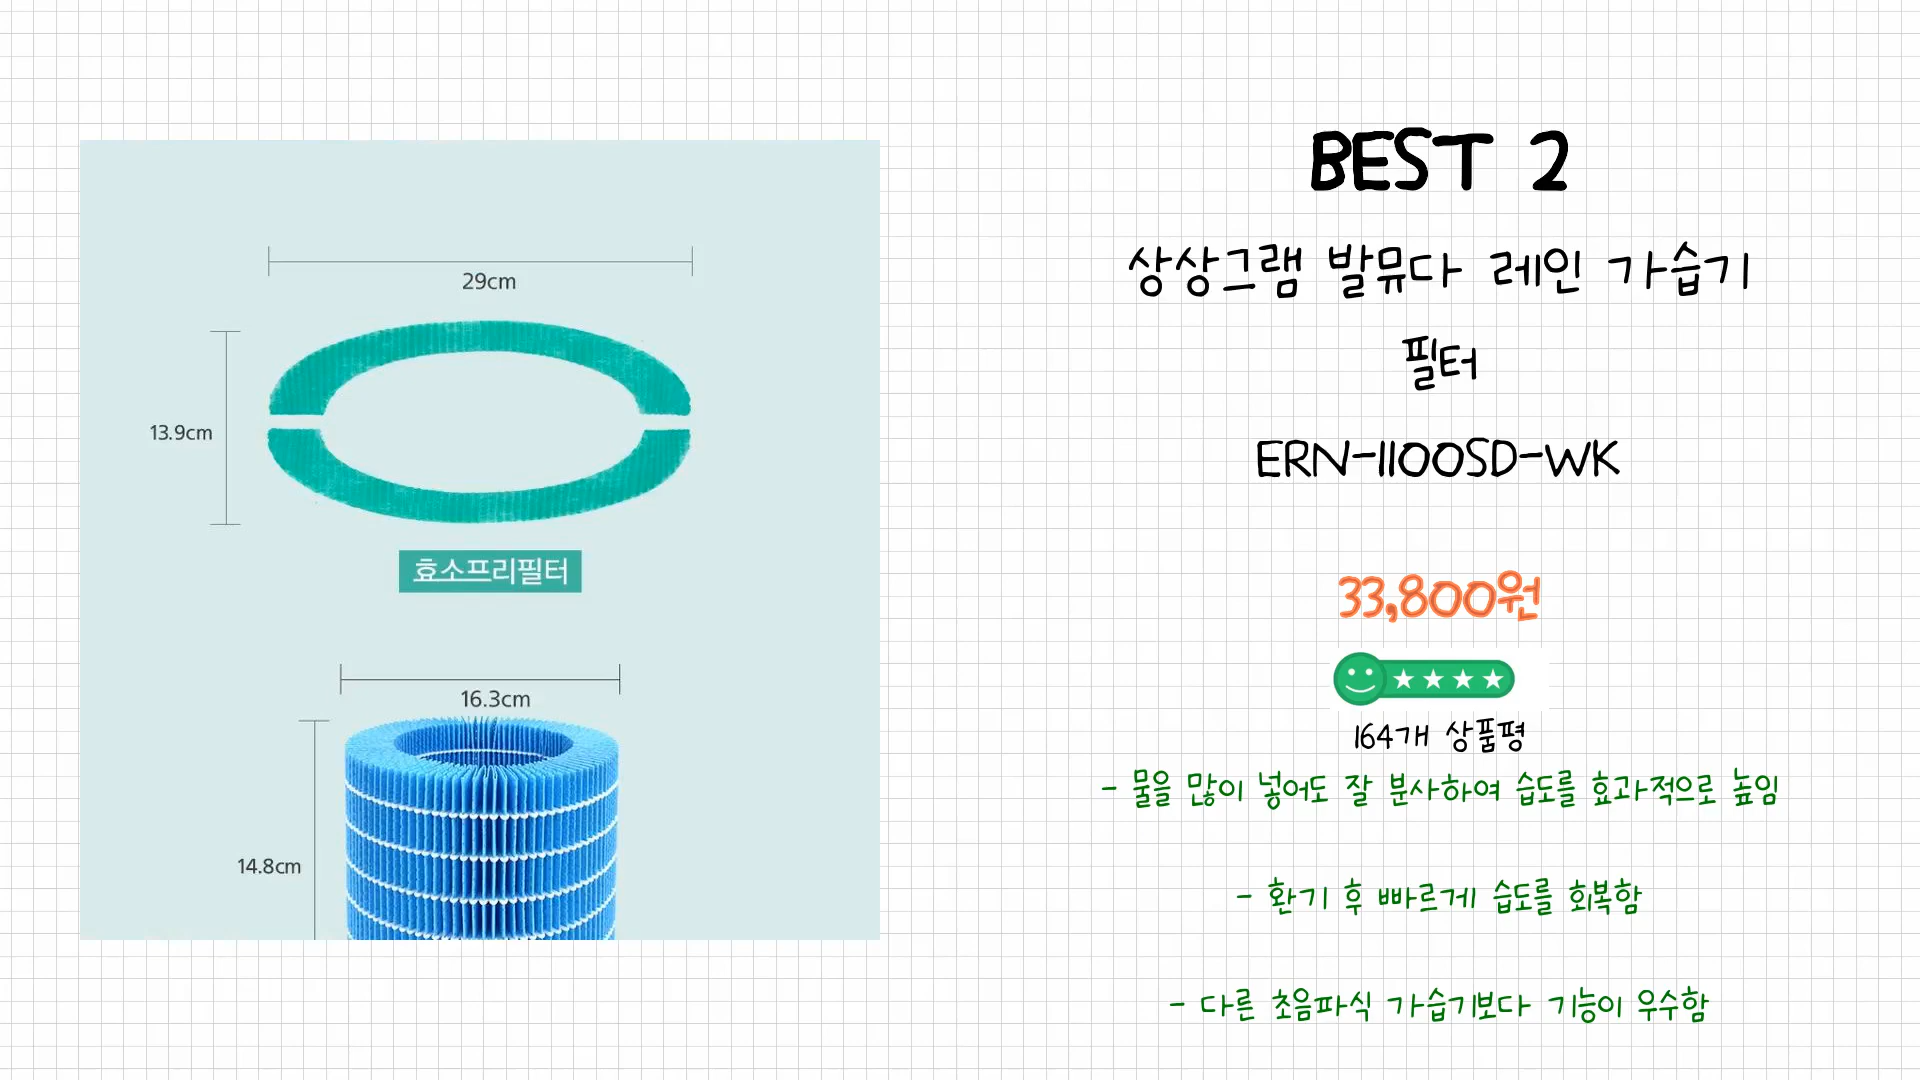 29cm
13.9cm
효소프리필터
16.3cm
14.8cm
BEST 2
상상그램 발뮤다 레인 가습기
필터
ERN-1100SD-WK
33,800원
164개 상품평
- 물을 많이 넣어도 잘 분사하여 습도를 효과적으로 높임
- 환기 후 빠르게 습도를 회복함
- 다른 초음파식 가습기보다 기능이 우수함